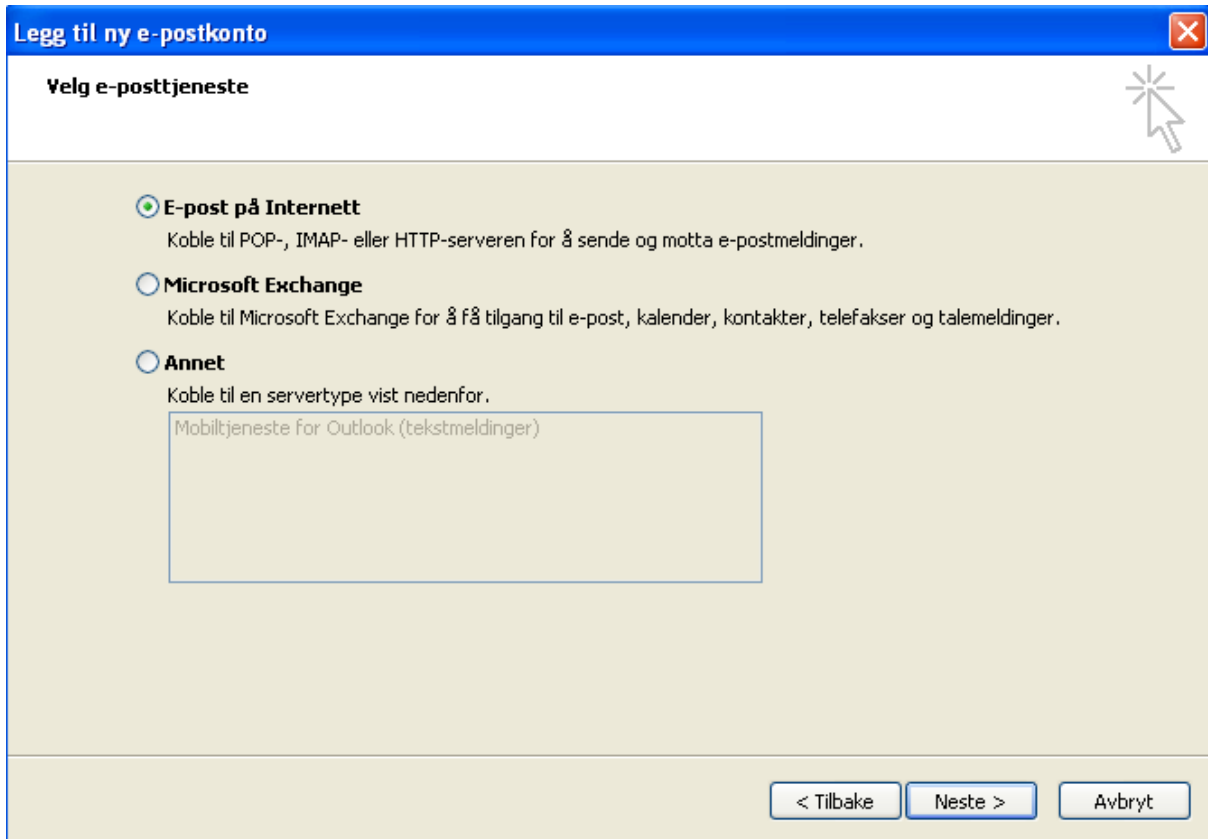 Legg til ny e-postkonto
Velg e-posttjeneste
E-post på Internett
Koble til POP-, IMAP- eller HTTP-serveren for å sende og motta e-postmeldinger.
Microsoft Exchange
Koble til Microsoft Exchange for å få tilgang til e-post, kalender, kontakter, telefakser og talemeldinger.
Annet
Koble til en servertype vist nedenfor.
Mobiltjeneste for Outlook (tekstmeldinger)
< Tilbake Neste > Avbryt